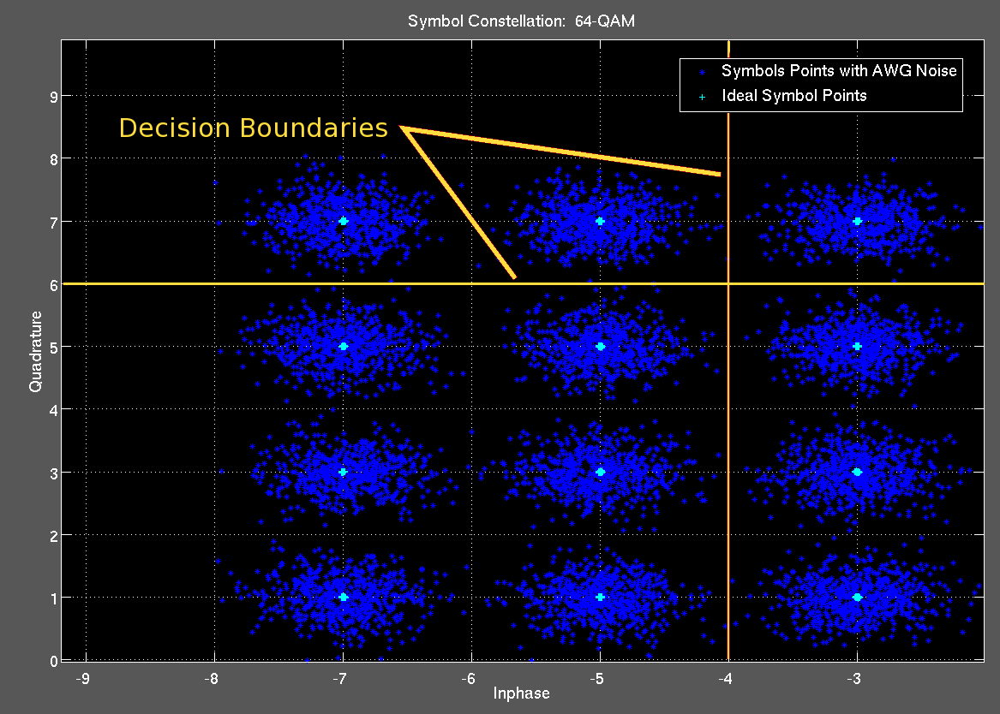 Symbol Constellation: 64-QAM
Symbols Points with AWG Noise
Ideal Symbol Points
Decision Boundaries
Quadrature
9
8
7
6
5
4
3
2
1
0
-9 -8 -7 -6 -5 -4 -3
Inphase